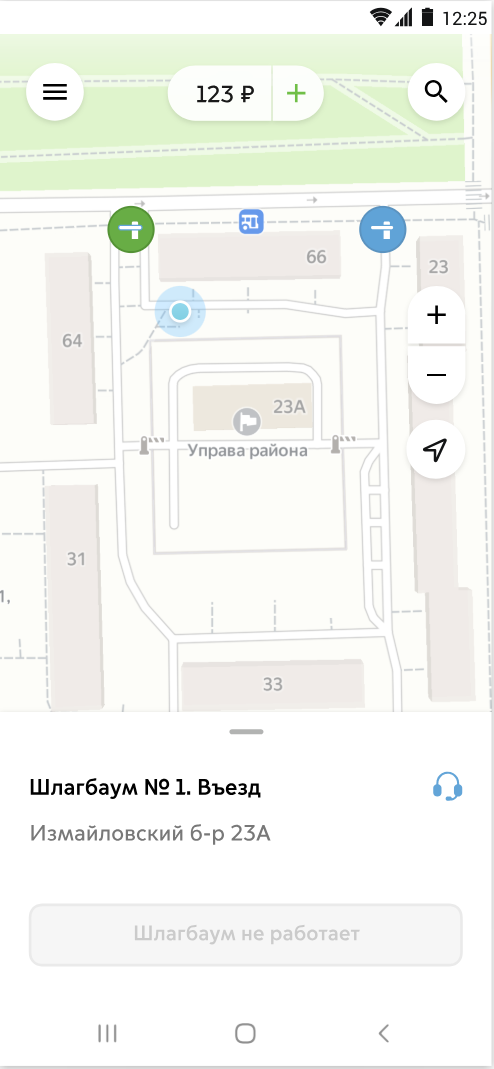 12:25
123 ₽
66
23
64
23А
Управа района
31
1,
33
Шлагбаум № 1. Въезд
Измайловский б-р 23А
Шлагбаум не работает